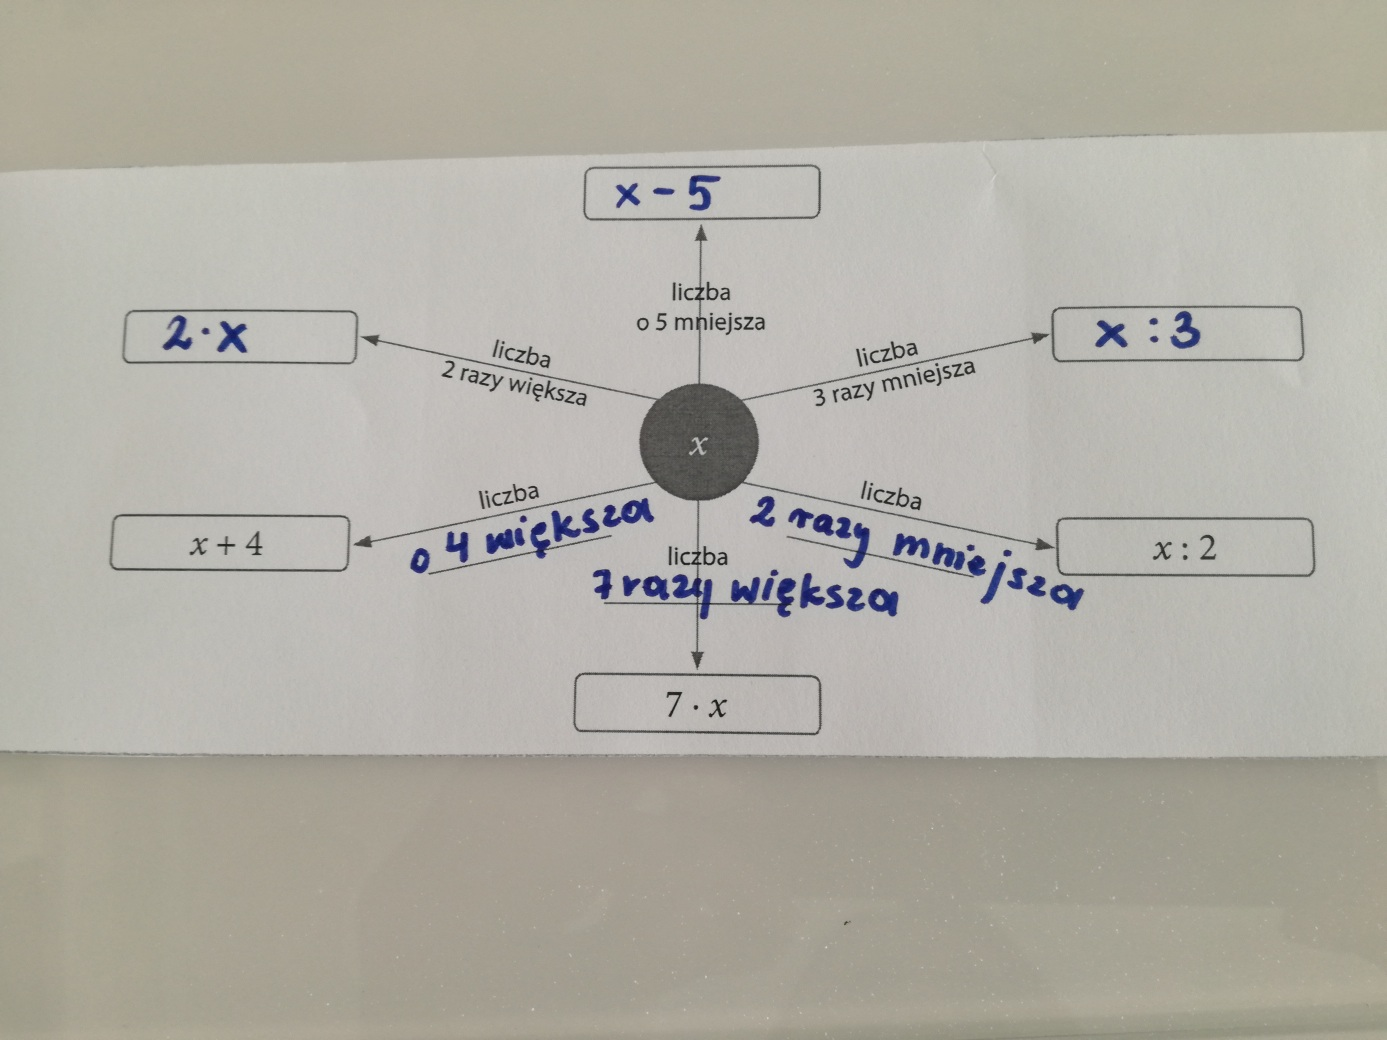 x - 5
liczba
o 5 mniejsza
2 · x
liczba
2 razy większa
x : 3
liczba
3 razy mniejsza
x
liczba
o 4 większa
x + 4
liczba
7 razy większa
7 · x
liczba
2 razy mniejsza
x : 2